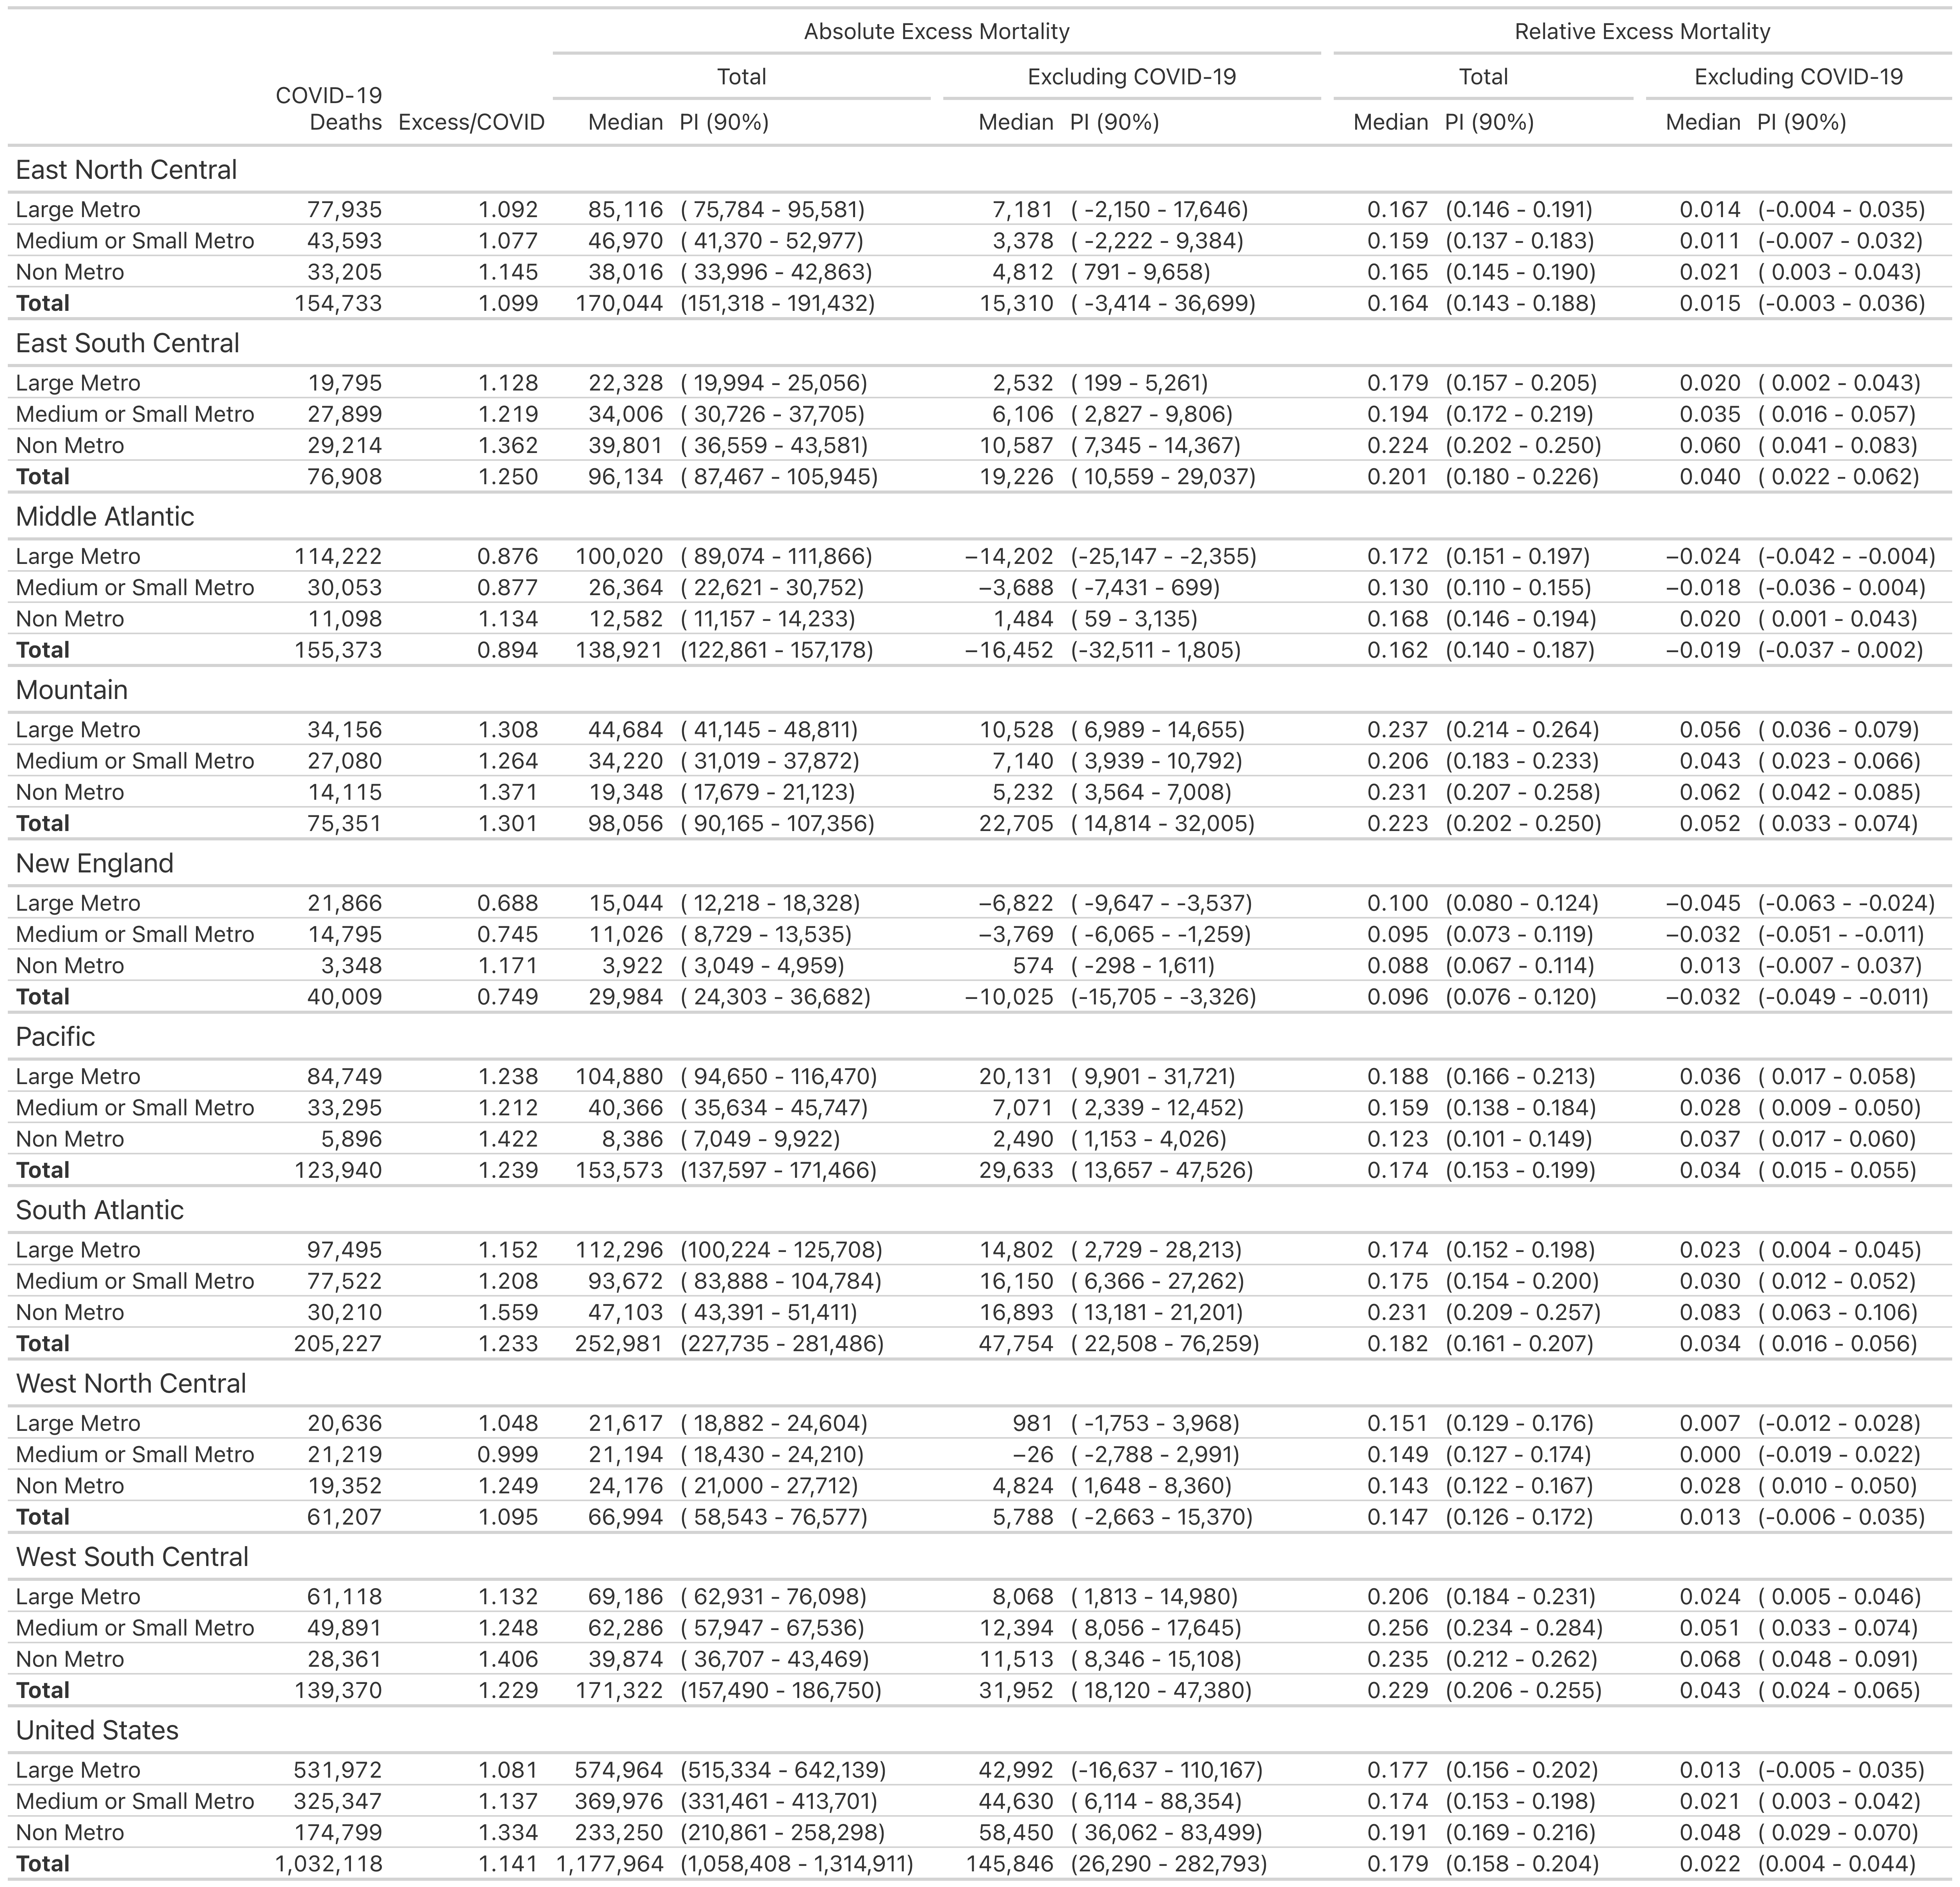 Absolute Excess Mortality Relative Excess Mortality
Total Excluding COVID-19 Total Excluding COVID-19
COVID-19
Deaths Excess/COVID Median PI (90%) Median PI (90%) Median PI (90%) Median PI (90%)
East North Central
Large Metro 77,935 1.092 85,116 ( 75,784 - 95,581) 7,181 ( -2,150 - 17,646) 0.167 (0.146 - 0.191) 0.014 (-0.004 - 0.035)
Medium or Small Metro 43,593 1.077 46,970 ( 41,370 - 52,977) 3,378 ( -2,222 - 9,384) 0.159 (0.137 - 0.183) 0.011 (-0.007 - 0.032)
Non Metro 33,205 1.145 38,016 ( 33,996 - 42,863) 4,812 ( 791 - 9,658) 0.165 (0.145 - 0.190) 0.021 ( 0.003 - 0.043)
Total 154,733 1.099 170,044 (151,318 - 191,432) 15,310 ( -3,414 - 36,699) 0.164 (0.143 - 0.188) 0.015 (-0.003 - 0.036)
East South Central
Large Metro 19,795 1.128 22,328 ( 19,994 - 25,056) 2,532 ( 199 - 5,261) 0.179 (0.157 - 0.205) 0.020 ( 0.002 - 0.043)
Medium or Small Metro 27,899 1.219 34,006 ( 30,726 - 37,705) 6,106 ( 2,827 - 9,806) 0.194 (0.172 - 0.219) 0.035 ( 0.016 - 0.057)
Non Metro 29,214 1.362 39,801 ( 36,559 - 43,581) 10,587 ( 7,345 - 14,367) 0.224 (0.202 - 0.250) 0.060 ( 0.041 - 0.083)
Total 76,908 1.250 96,134 ( 87,467 - 105,945) 19,226 ( 10,559 - 29,037) 0.201 (0.180 - 0.226) 0.040 ( 0.022 - 0.062)
Middle Atlantic
Large Metro 114,222 0.876 100,020 ( 89,074 - 111,866) −14,202 (-25,147 - -2,355) 0.172 (0.151 - 0.197) −0.024 (-0.042 - -0.004)
Medium or Small Metro 30,053 0.877 26,364 ( 22,621 - 30,752) −3,688 ( -7,431 - 699) 0.130 (0.110 - 0.155) −0.018 (-0.036 - 0.004)
Non Metro 11,098 1.134 12,582 ( 11,157 - 14,233) 1,484 ( 59 - 3,135) 0.168 (0.146 - 0.194) 0.020 ( 0.001 - 0.043)
Total 155,373 0.894 138,921 (122,861 - 157,178) −16,452 (-32,511 - 1,805) 0.162 (0.140 - 0.187) −0.019 (-0.037 - 0.002)
Mountain
Large Metro 34,156 1.308 44,684 ( 41,145 - 48,811) 10,528 ( 6,989 - 14,655) 0.237 (0.214 - 0.264) 0.056 ( 0.036 - 0.079)
Medium or Small Metro 27,080 1.264 34,220 ( 31,019 - 37,872) 7,140 ( 3,939 - 10,792) 0.206 (0.183 - 0.233) 0.043 ( 0.023 - 0.066)
Non Metro 14,115 1.371 19,348 ( 17,679 - 21,123) 5,232 ( 3,564 - 7,008) 0.231 (0.207 - 0.258) 0.062 ( 0.042 - 0.085)
Total 75,351 1.301 98,056 ( 90,165 - 107,356) 22,705 ( 14,814 - 32,005) 0.223 (0.202 - 0.250) 0.052 ( 0.033 - 0.074)
New England
Large Metro 21,866 0.688 15,044 ( 12,218 - 18,328) −6,822 ( -9,647 - -3,537) 0.100 (0.080 - 0.124) −0.045 (-0.063 - -0.024)
Medium or Small Metro 14,795 0.745 11,026 ( 8,729 - 13,535) −3,769 ( -6,065 - -1,259) 0.095 (0.073 - 0.119) −0.032 (-0.051 - -0.011)
Non Metro 3,348 1.171 3,922 ( 3,049 - 4,959) 574 ( -298 - 1,611) 0.088 (0.067 - 0.114) 0.013 (-0.007 - 0.037)
Total 40,009 0.749 29,984 ( 24,303 - 36,682) −10,025 (-15,705 - -3,326) 0.096 (0.076 - 0.120) −0.032 (-0.049 - -0.011)
Pacific
Large Metro 84,749 1.238 104,880 ( 94,650 - 116,470) 20,131 ( 9,901 - 31,721) 0.188 (0.166 - 0.213) 0.036 ( 0.017 - 0.058)
Medium or Small Metro 33,295 1.212 40,366 ( 35,634 - 45,747) 7,071 ( 2,339 - 12,452) 0.159 (0.138 - 0.184) 0.028 ( 0.009 - 0.050)
Non Metro 5,896 1.422 8,386 ( 7,049 - 9,922) 2,490 ( 1,153 - 4,026) 0.123 (0.101 - 0.149) 0.037 ( 0.017 - 0.060)
Total 123,940 1.239 153,573 (137,597 - 171,466) 29,633 ( 13,657 - 47,526) 0.174 (0.153 - 0.199) 0.034 ( 0.015 - 0.055)
South Atlantic
Large Metro 97,495 1.152 112,296 (100,224 - 125,708) 14,802 ( 2,729 - 28,213) 0.174 (0.152 - 0.198) 0.023 ( 0.004 - 0.045)
Medium or Small Metro 77,522 1.208 93,672 ( 83,888 - 104,784) 16,150 ( 6,366 - 27,262) 0.175 (0.154 - 0.200) 0.030 ( 0.012 - 0.052)
Non Metro 30,210 1.559 47,103 ( 43,391 - 51,411) 16,893 ( 13,181 - 21,201) 0.231 (0.209 - 0.257) 0.083 ( 0.063 - 0.106)
Total 205,227 1.233 252,981 (227,735 - 281,486) 47,754 ( 22,508 - 76,259) 0.182 (0.161 - 0.207) 0.034 ( 0.016 - 0.056)
West North Central
Large Metro 20,636 1.048 21,617 ( 18,882 - 24,604) 981 ( -1,753 - 3,968) 0.151 (0.129 - 0.176) 0.007 (-0.012 - 0.028)
Medium or Small Metro 21,219 0.999 21,194 ( 18,430 - 24,210) −26 ( -2,788 - 2,991) 0.149 (0.127 - 0.174) 0.000 (-0.019 - 0.022)
Non Metro 19,352 1.249 24,176 ( 21,000 - 27,712) 4,824 ( 1,648 - 8,360) 0.143 (0.122 - 0.167) 0.028 ( 0.010 - 0.050)
Total 61,207 1.095 66,994 ( 58,543 - 76,577) 5,788 ( -2,663 - 15,370) 0.147 (0.126 - 0.172) 0.013 (-0.006 - 0.035)
West South Central
Large Metro 61,118 1.132 69,186 ( 62,931 - 76,098) 8,068 ( 1,813 - 14,980) 0.206 (0.184 - 0.231) 0.024 ( 0.005 - 0.046)
Medium or Small Metro 49,891 1.248 62,286 ( 57,947 - 67,536) 12,394 ( 8,056 - 17,645) 0.256 (0.234 - 0.284) 0.051 ( 0.033 - 0.074)
Non Metro 28,361 1.406 39,874 ( 36,707 - 43,469) 11,513 ( 8,346 - 15,108) 0.235 (0.212 - 0.262) 0.068 ( 0.048 - 0.091)
Total 139,370 1.229 171,322 (157,490 - 186,750) 31,952 ( 18,120 - 47,380) 0.229 (0.206 - 0.255) 0.043 ( 0.024 - 0.065)
United States
Large Metro 531,972 1.081 574,964 (515,334 - 642,139) 42,992 (-16,637 - 110,167) 0.177 (0.156 - 0.202) 0.013 (-0.005 - 0.035)
Medium or Small Metro 325,347 1.137 369,976 (331,461 - 413,701) 44,630 ( 6,114 - 88,354) 0.174 (0.153 - 0.198) 0.021 ( 0.003 - 0.042)
Non Metro 174,799 1.334 233,250 (210,861 - 258,298) 58,450 ( 36,062 - 83,499) 0.191 (0.169 - 0.216) 0.048 ( 0.029 - 0.070)
Total 1,032,118 1.141 1,177,964 (1,058,408 - 1,314,911) 145,846 (26,290 - 282,793) 0.179 (0.158 - 0.204) 0.022 (0.004 - 0.044)